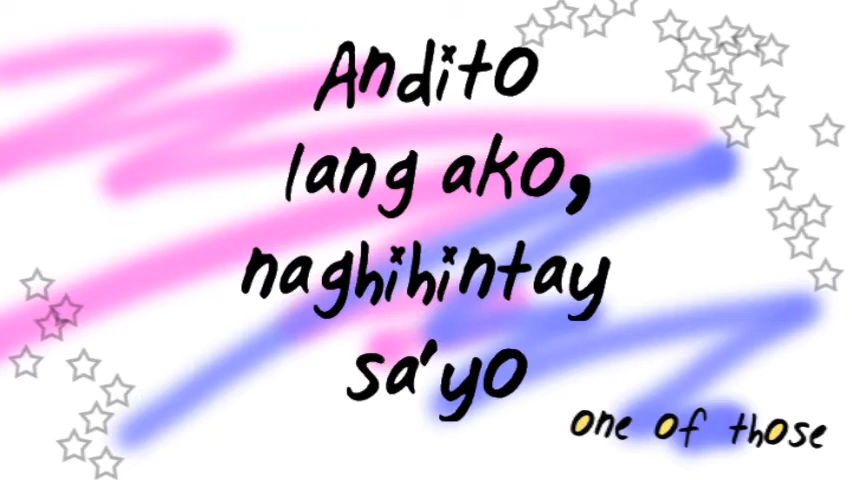 Andito
lang ako,
naghihintay
sa'yo
one of those